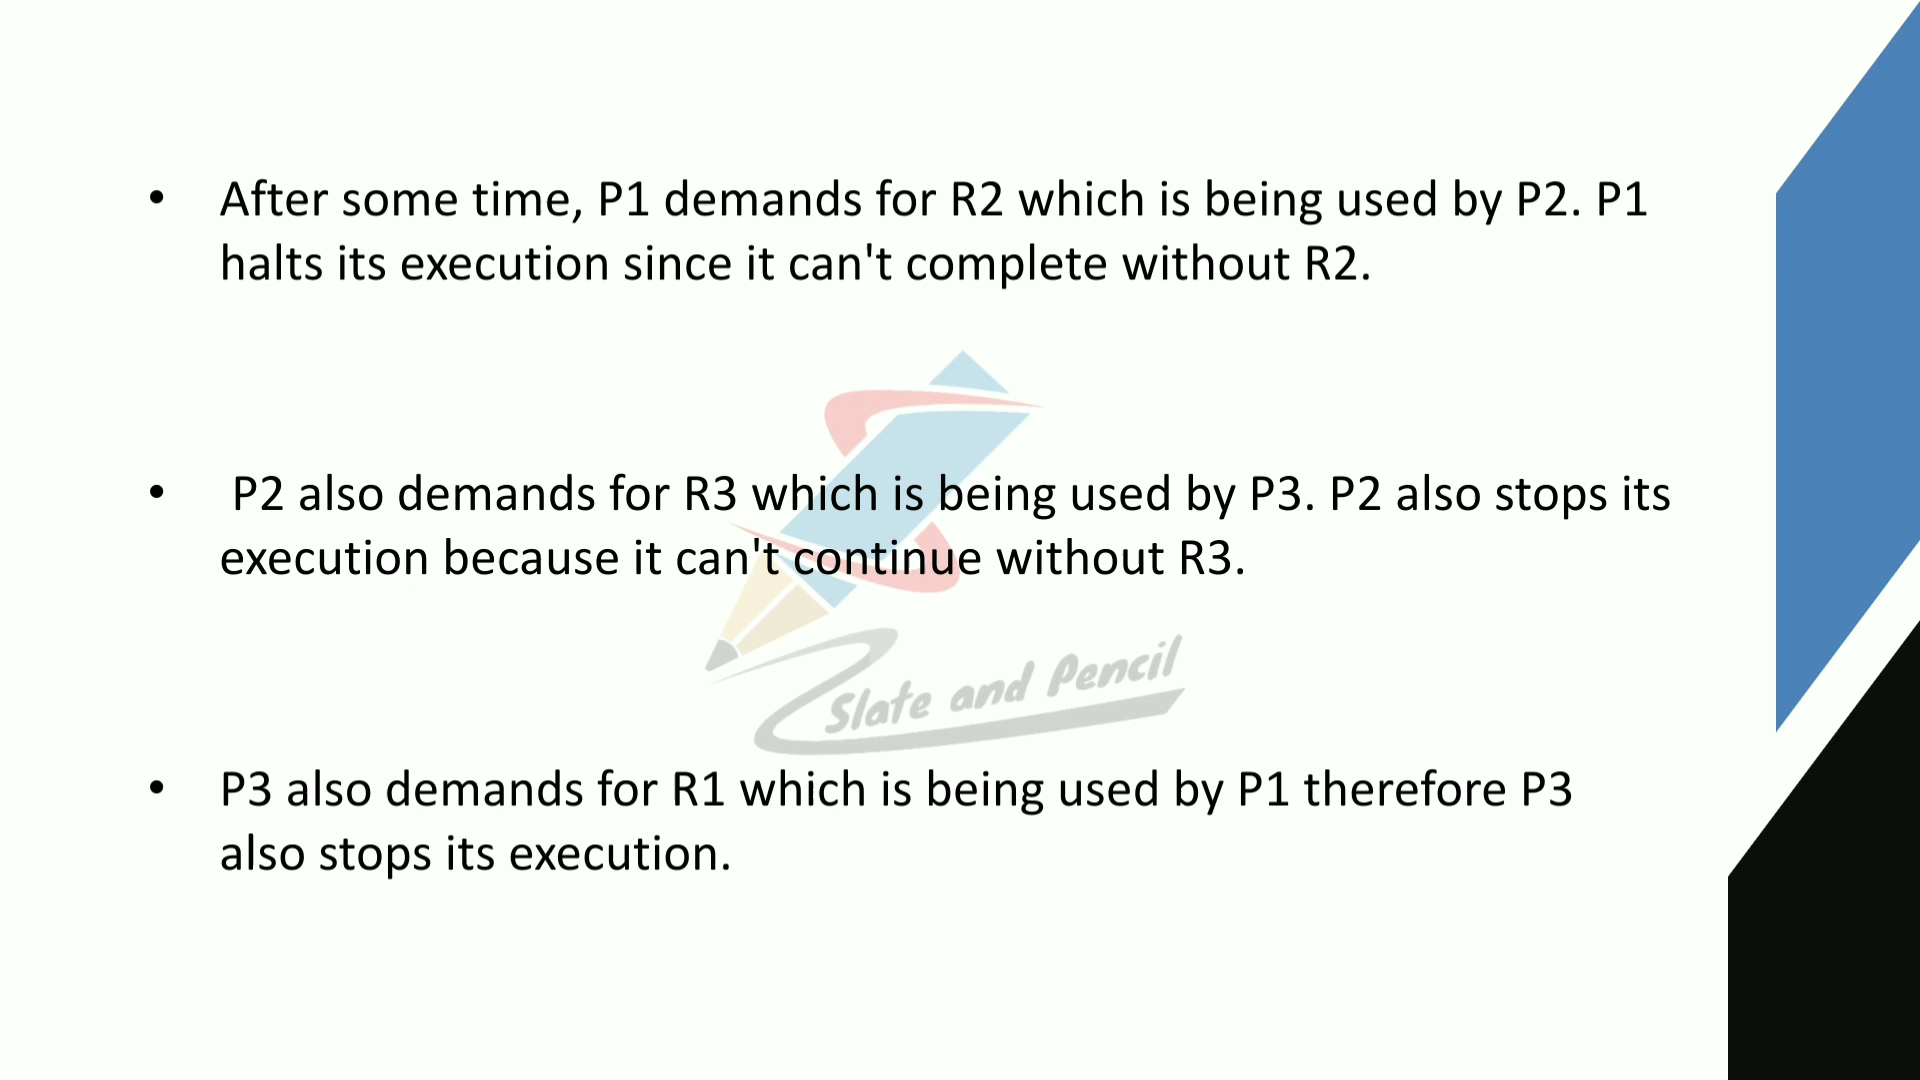 • After some time, P1 demands for R2 which is being used by P2. P1
halts its execution since it can't complete without R2.
• P2 also demands for R3 which is being used by P3. P2 also stops its
execution because it can't continue without R3.
Slate and Pencil
• P3 also demands for R1 which is being used by P1 therefore P3
also stops its execution.